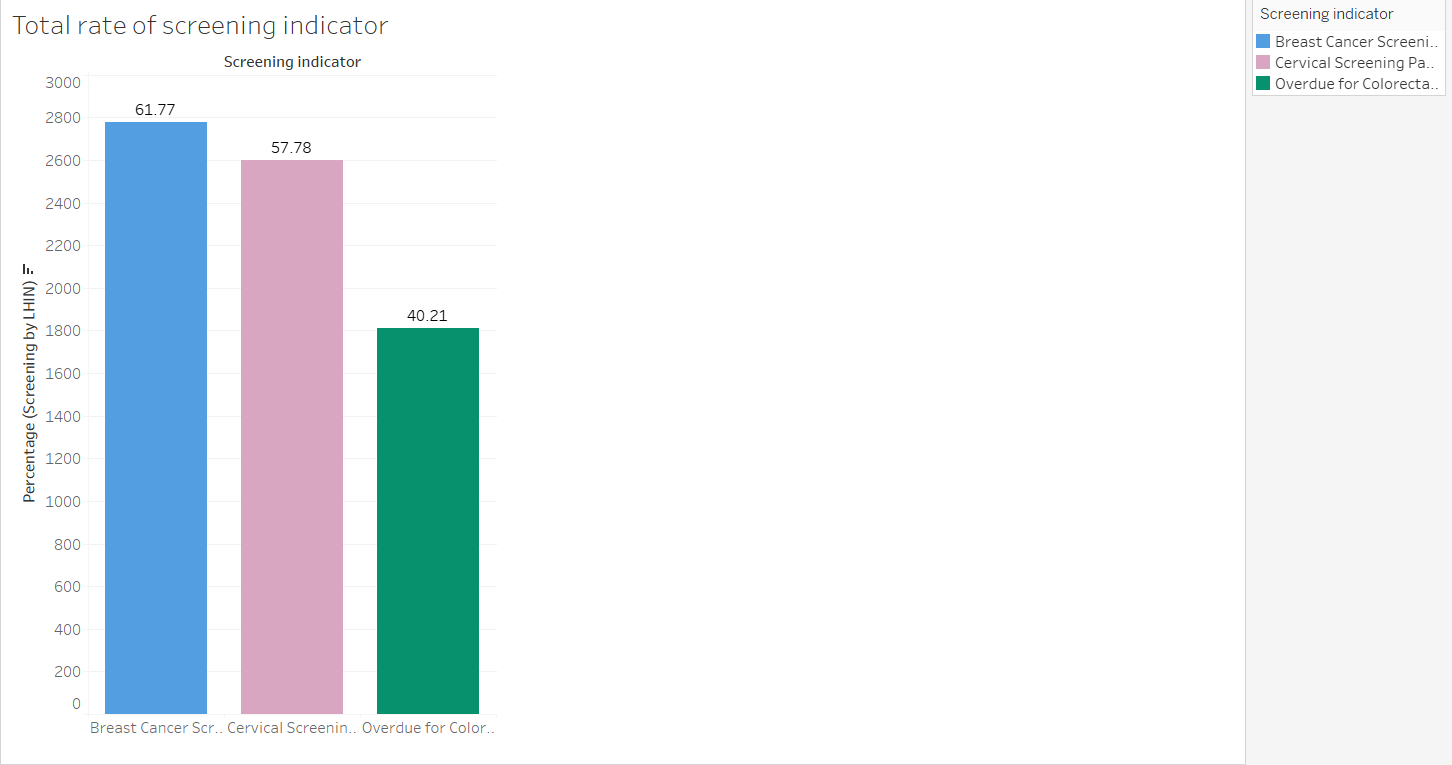 Total rate of screening indicator
Screening indicator
3000
2800
2600
2400
2200
2000
1800
1600
1400
1200
1000
800
600
400
200
0
Percentage (Screening by LHIN)
61.77
57.78
40.21
Breast Cancer Scr.. Cervical Screenin.. Overdue for Color..
Screening indicator
Breast Cancer Screeni..
Cervical Screening Pa..
Overdue for Colorecta..